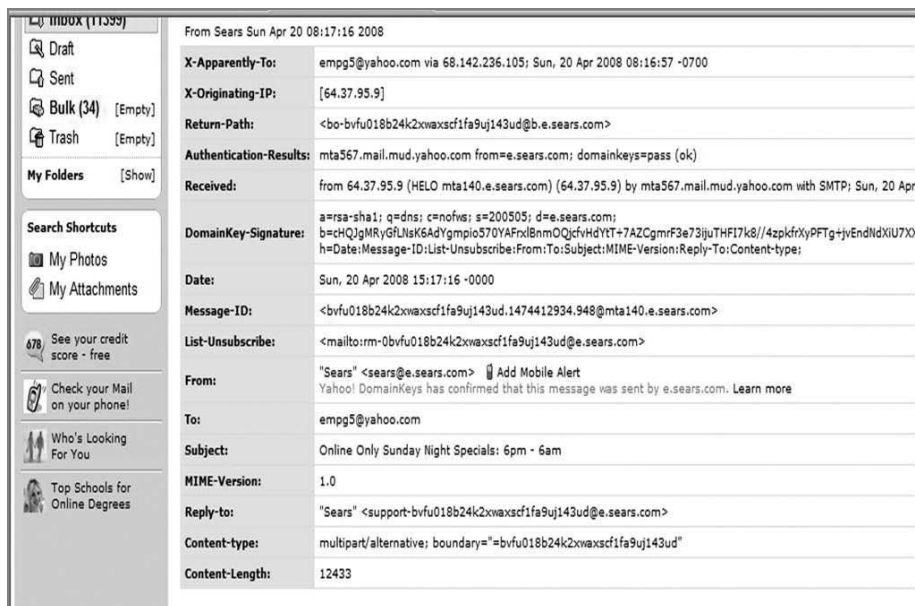 Inbox (11399)
Draft
Sent
Bulk (34) [Empty]
Trash [Empty]
My Folders [Show]
Search Shortcuts
My Photos
My Attachments
678 See your credit
score - free
Check your Mail
on your phone!
Who's Looking
For You
Top Schools for
Online Degrees
From Sears Sun Apr 20 08:17:16 2008
X-Apparently-To: empg5@yahoo.com via 68.142.236.105; Sun, 20 Apr 2008 08:16:57 -0700
X-Originating-IP: [64.37.95.9]
Return-Path: <bo-bvfu018b24k2xwaxscf1fa9uj143ud@b.e.sears.com>
Authentication-Results: mta567.mail.mud.yahoo.com from=e.sears.com; domainkeys=pass (ok)
Received: from 64.37.95.9 (HELO mta140.e.sears.com) (64.37.95.9) by mta567.mail.mud.yahoo.com with SMTP; Sun, 20 Apr
DomainKey-Signature: a=rsa-sha1; q=dns; c=nofws; s=200505; d=e.sears.com;
h=Date:Message-ID:List-Unsubscribe:From:To:Subject:MIME-Version:Reply-To:Content-type;
Date: Sun, 20 Apr 2008 15:17:16 -0000
Message-ID: <bvfu018b24k2xwaxscf1fa9uj143ud.1474412934.948@mta140.e.sears.com>
List-Unsubscribe: <mailto:rm-0bvfu018b24k2xwaxscf1fa9uj143ud@e.sears.com>
From: "Sears" <sears@e.sears.com> Add Mobile Alert
Yahoo! DomainKeys has confirmed that this message was sent by e.sears.com. Learn more
To: empg5@yahoo.com
Subject: Online Only Sunday Night Specials: 6pm - 6am
MIME-Version: 1.0
Reply-to: "Sears" <support-bvfu018b24k2xwaxscf1fa9uj143ud@e.sears.com>
Content-type: multipart/alternative; boundary="=bvfu018b24k2xwaxscf1fa9uj143ud"
Content-Length: 12433